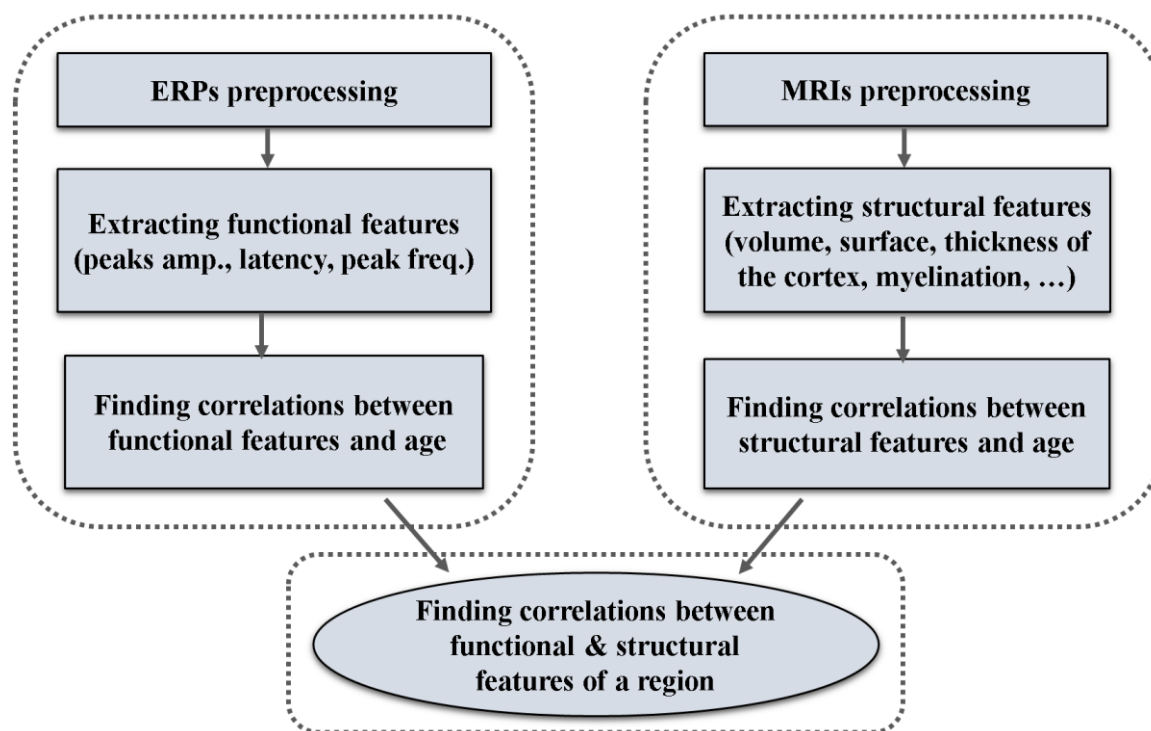 ERPs preprocessing
Extracting functional features
(peaks amp., latency, peak freq.)
Finding correlations between
functional features and age
MRIs preprocessing
Extracting structural features
(volume, surface, thickness of
the cortex, myelination, …)
Finding correlations between
structural features and age
Finding correlations between
functional & structural
features of a region